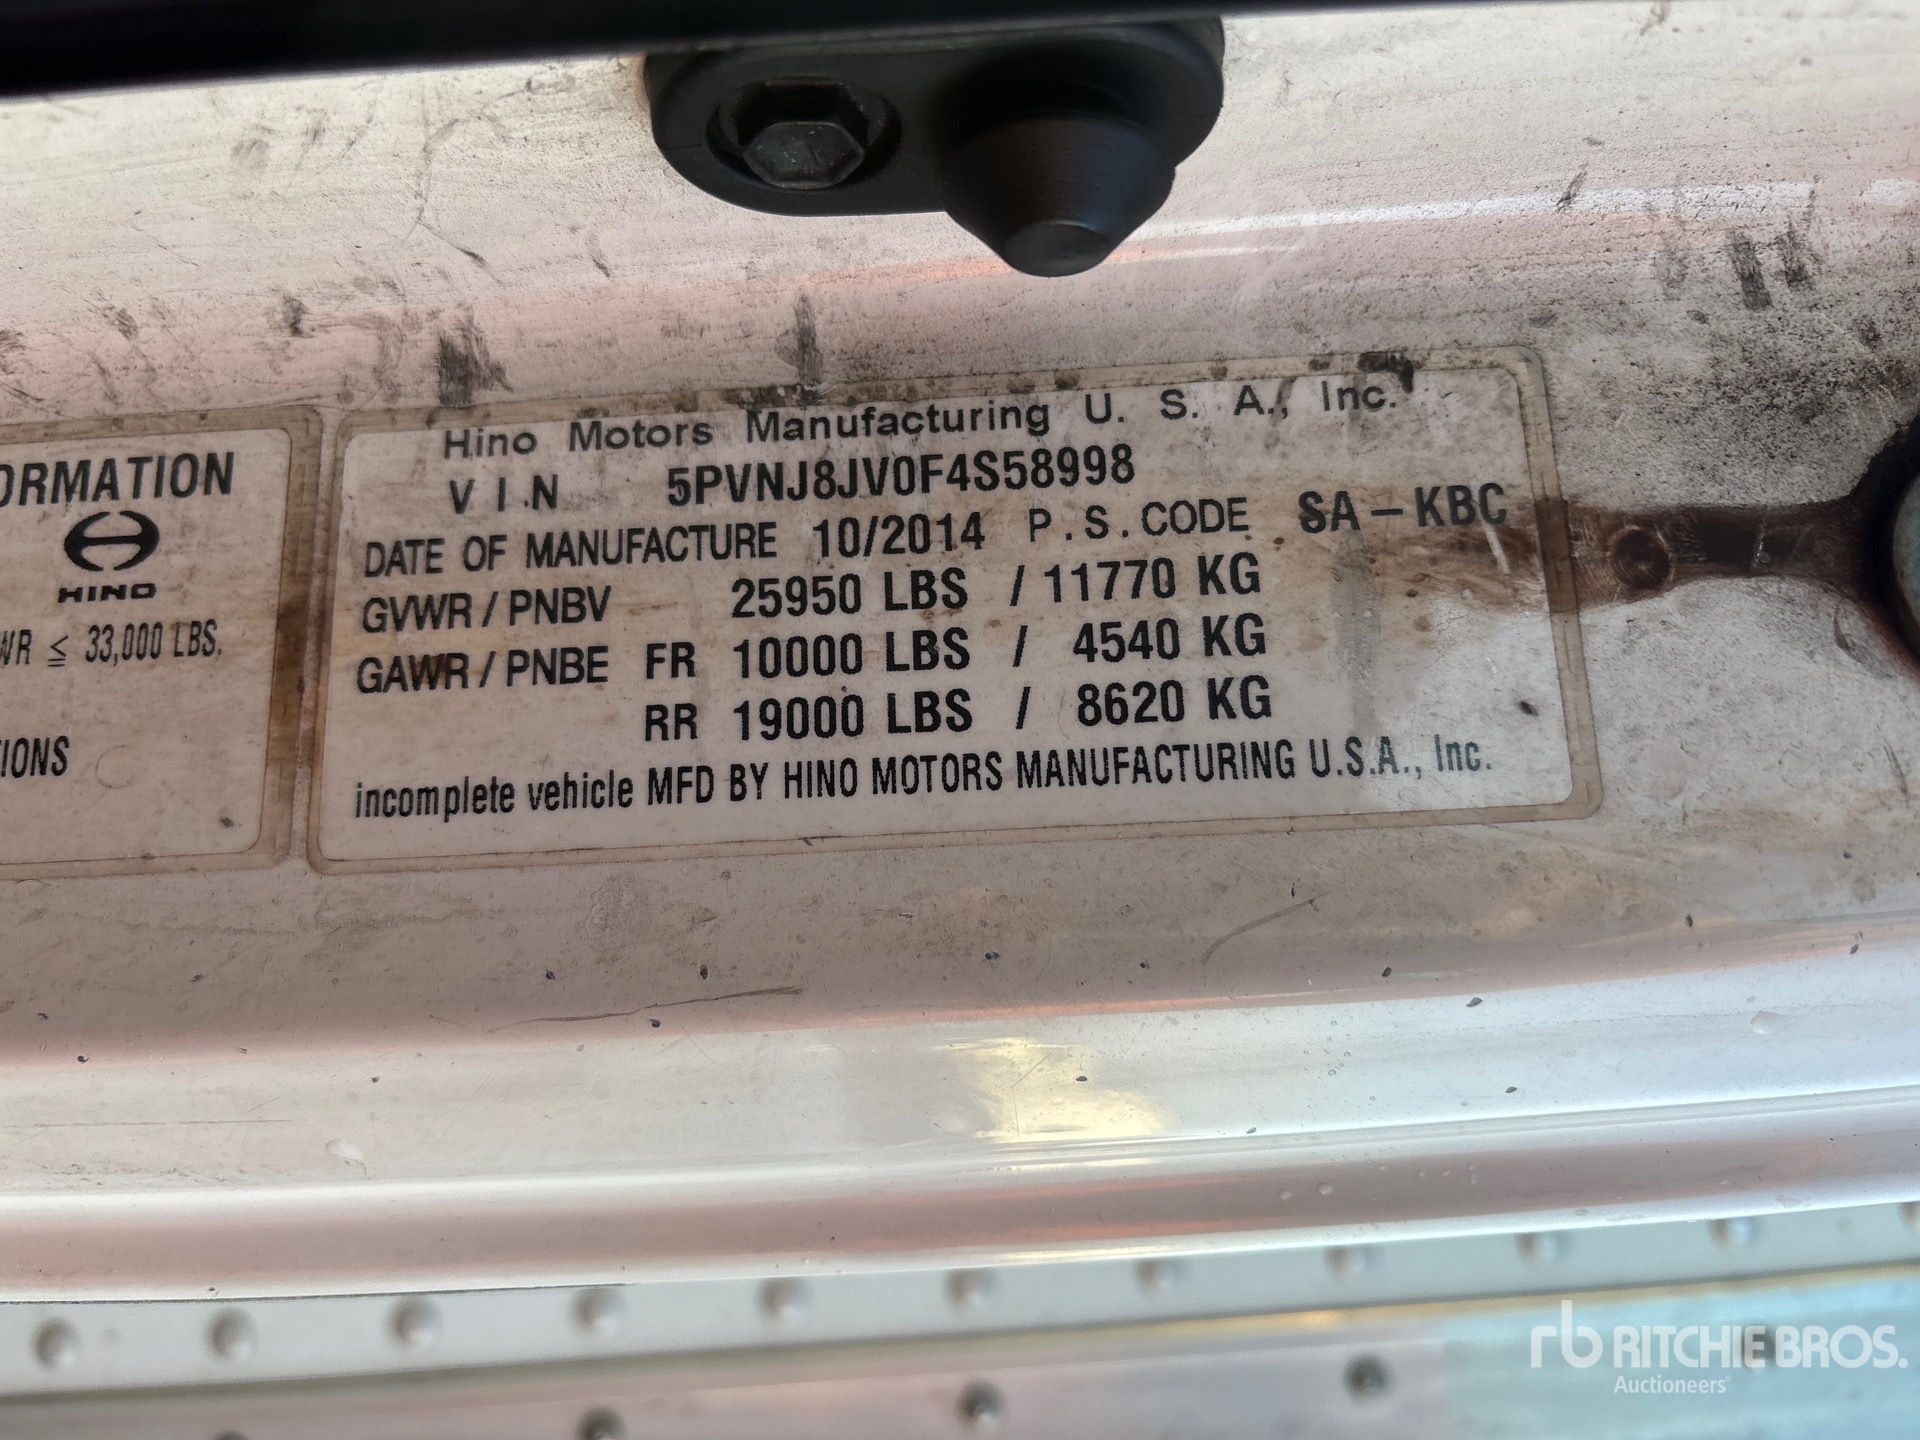 ORMATION
HINO
WR ≤ 33,000 LBS.
IONS
Hino Motors Manufacturing U. S. A., Inc.
VIN 5PVNJ8JV0F4S58998
DATE OF MANUFACTURE 10/2014 P.S.CODE SA-KBC
GVWR / PNBV 25950 LBS / 11770 KG
GAWR / PNBE FR 10000 LBS / 4540 KG
RR 19000 LBS / 8620 KG
incomplete vehicle MFD BY HINO MOTORS MANUFACTURING U.S.A., Inc.
rb RITCHIE BROS.
Auctioneers